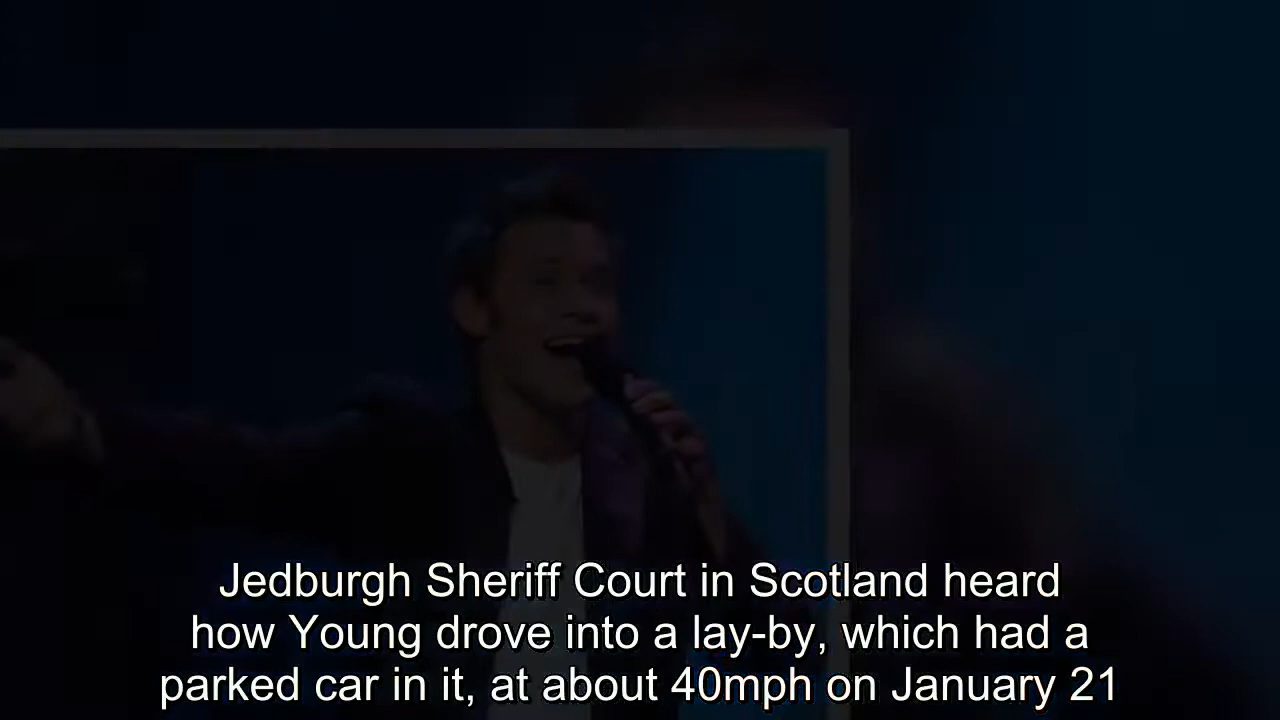 Jedburgh Sheriff Court in Scotland heard
how Young drove into a lay-by, which had a
parked car in it, at about 40mph on January 21